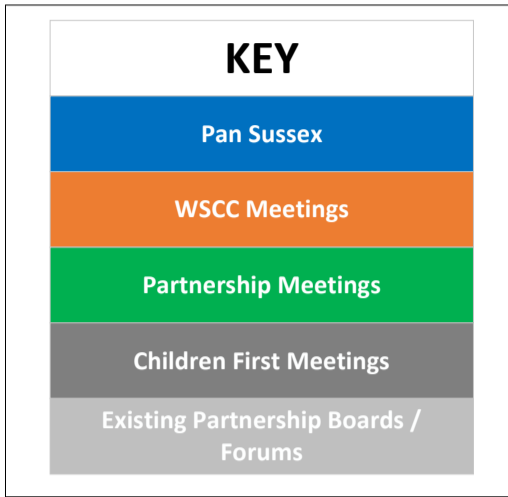 KEY
Pan Sussex
WSCC Meetings
Partnership Meetings
Children First Meetings
Existing Partnership Boards /
Forums